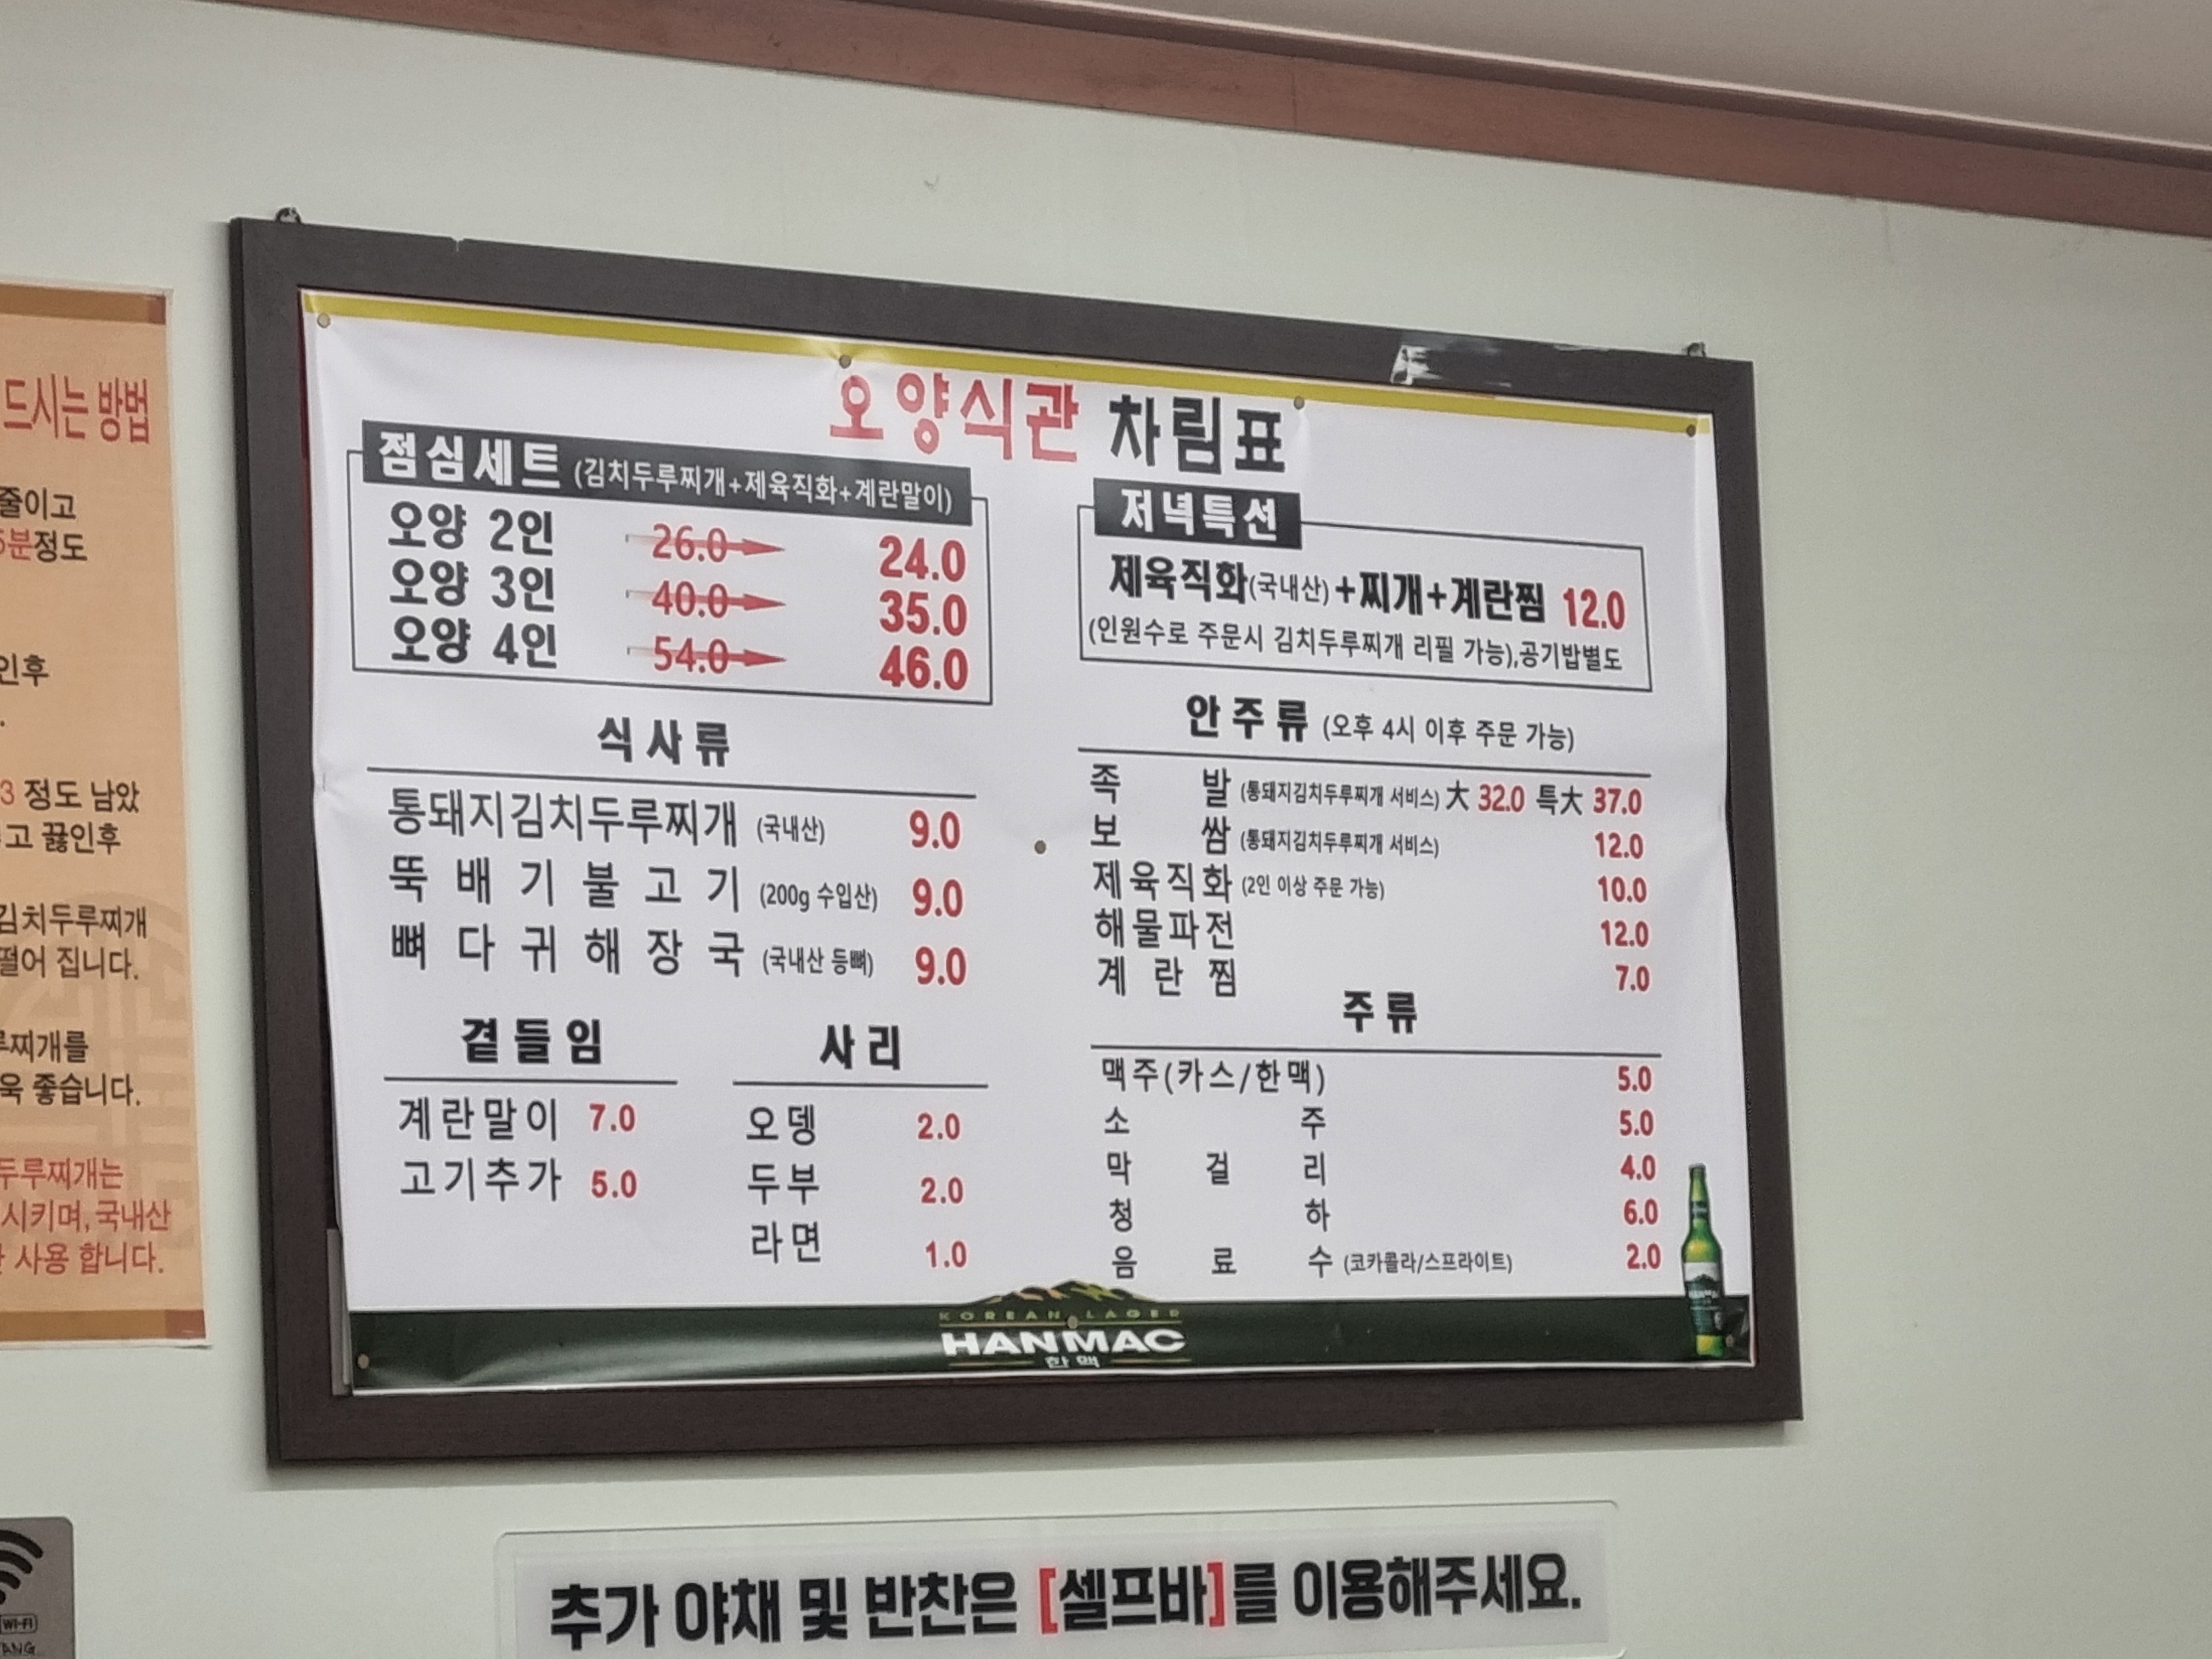 드시는 방법
줄이고
5분정도
인후
3 정도 남았
고 끓인후
김치두루찌개
떨어 집니다.
찌개를
욱 좋습니다.
두루찌개는
시키며, 국내산
사용 합니다.
오양식관 차림표
점심세트 (김치두루찌개+제육직화+계란말이)
오양 2인 26.0 24.0
오양 3인 40.0 35.0
오양 4인 54.0 46.0
식사류
통돼지김치두루찌개 (국내산) 9.0
뚝배기불고기 (200g 수입산) 9.0
뼈다귀해장국 (국내산 등뼈) 9.0
곁들임
계란말이 7.0
고기추가 5.0
사리
오뎅 2.0
두부 2.0
라면 1.0
저녁특선
제육직화(국내산)+찌개+계란찜 12.0
(인원수로 주문시 김치두루찌개 리필 가능),공기밥별도
안주류 (오후 4시 이후 주문 가능)
족발 (통돼지김치두루찌개 서비스) 大 32.0 특大 37.0
보쌈 (통돼지김치두루찌개 서비스) 12.0
제육직화 (2인 이상 주문 가능) 10.0
해물파전 12.0
계란찜 7.0
주류
맥주(카스/한맥) 5.0
소주 5.0
막걸리 4.0
청하 6.0
음료수 (코카콜라/스프라이트) 2.0
KOREAN LAGER
HANMAC
한맥
추가 야채 및 반찬은 [셀프바]를 이용해주세요.
WI-FI